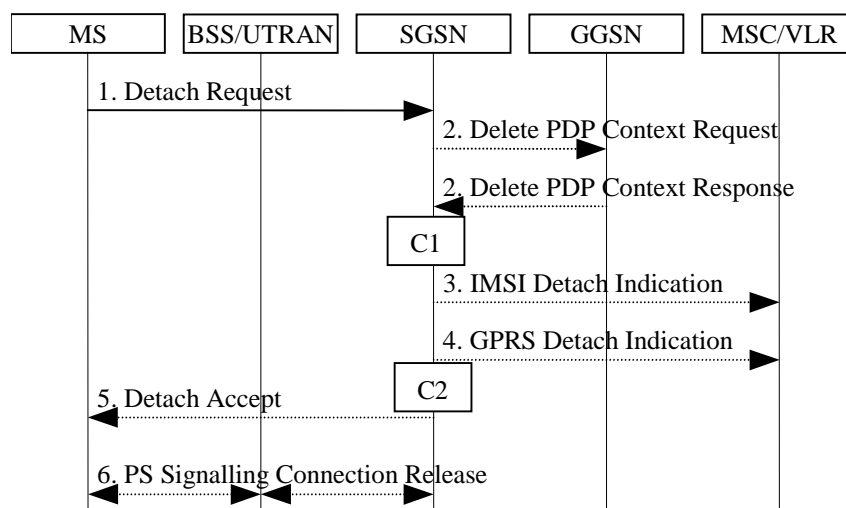 MS BSS/UTRAN SGSN GGSN MSC/VLR
1. Detach Request
2. Delete PDP Context Request
2. Delete PDP Context Response
C1
3. IMSI Detach Indication
4. GPRS Detach Indication
C2
5. Detach Accept
6. PS Signalling Connection Release